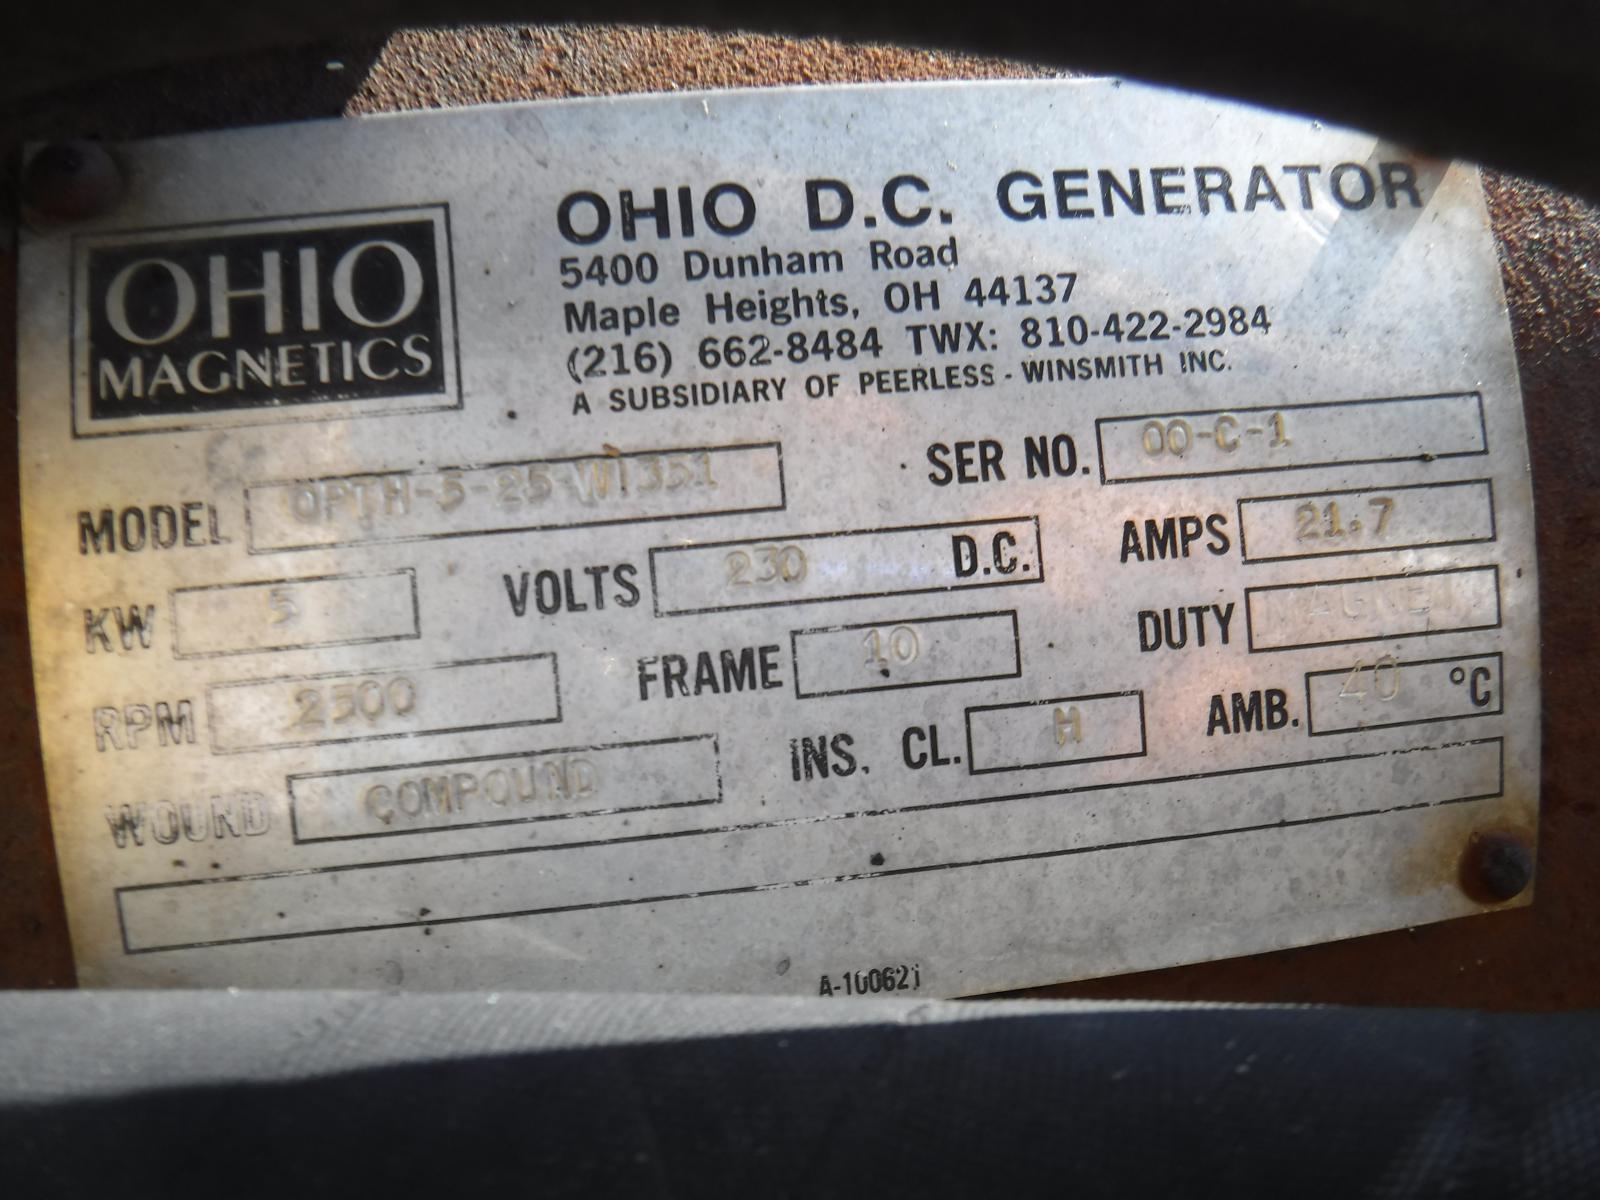 OHIO
MAGNETICS
OHIO D.C. GENERATOR
5400 Dunham Road
Maple Heights, OH 44137
(216) 662-8484 TWX: 810-422-2984
A SUBSIDIARY OF PEERLESS - WINSMITH INC.
MODEL SER NO. 00-C-1
KW 5 VOLTS 230 D.C. AMPS 21.7
RPM 2500 FRAME 10 DUTY MAGNET
WOUND COMPOUND INS. CL. H AMB. 40 °C
A-100621